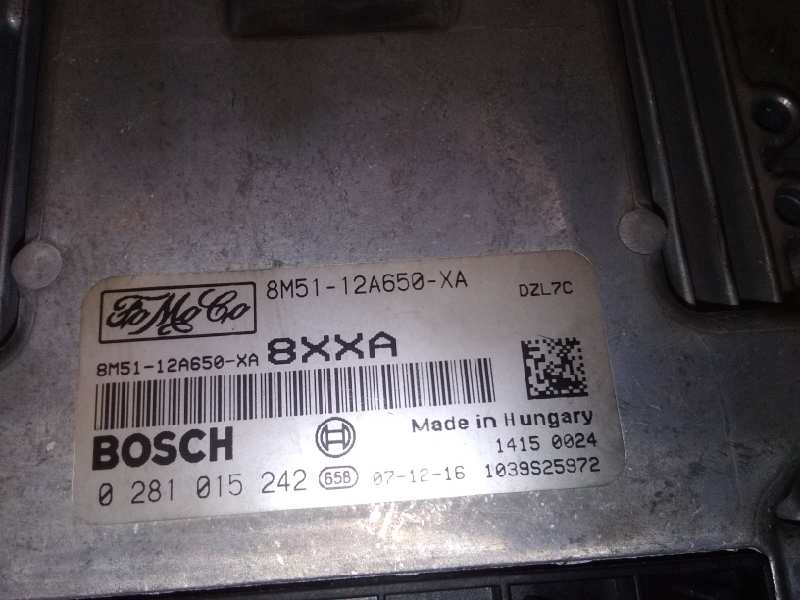 FoMoCo
8M51-12A650-XA
DZL7C
8M51-12A650-XA 8XXA
Made in Hungary
BOSCH
1415 0024
0 281 015 242 65B 07-12-16 1039S25972